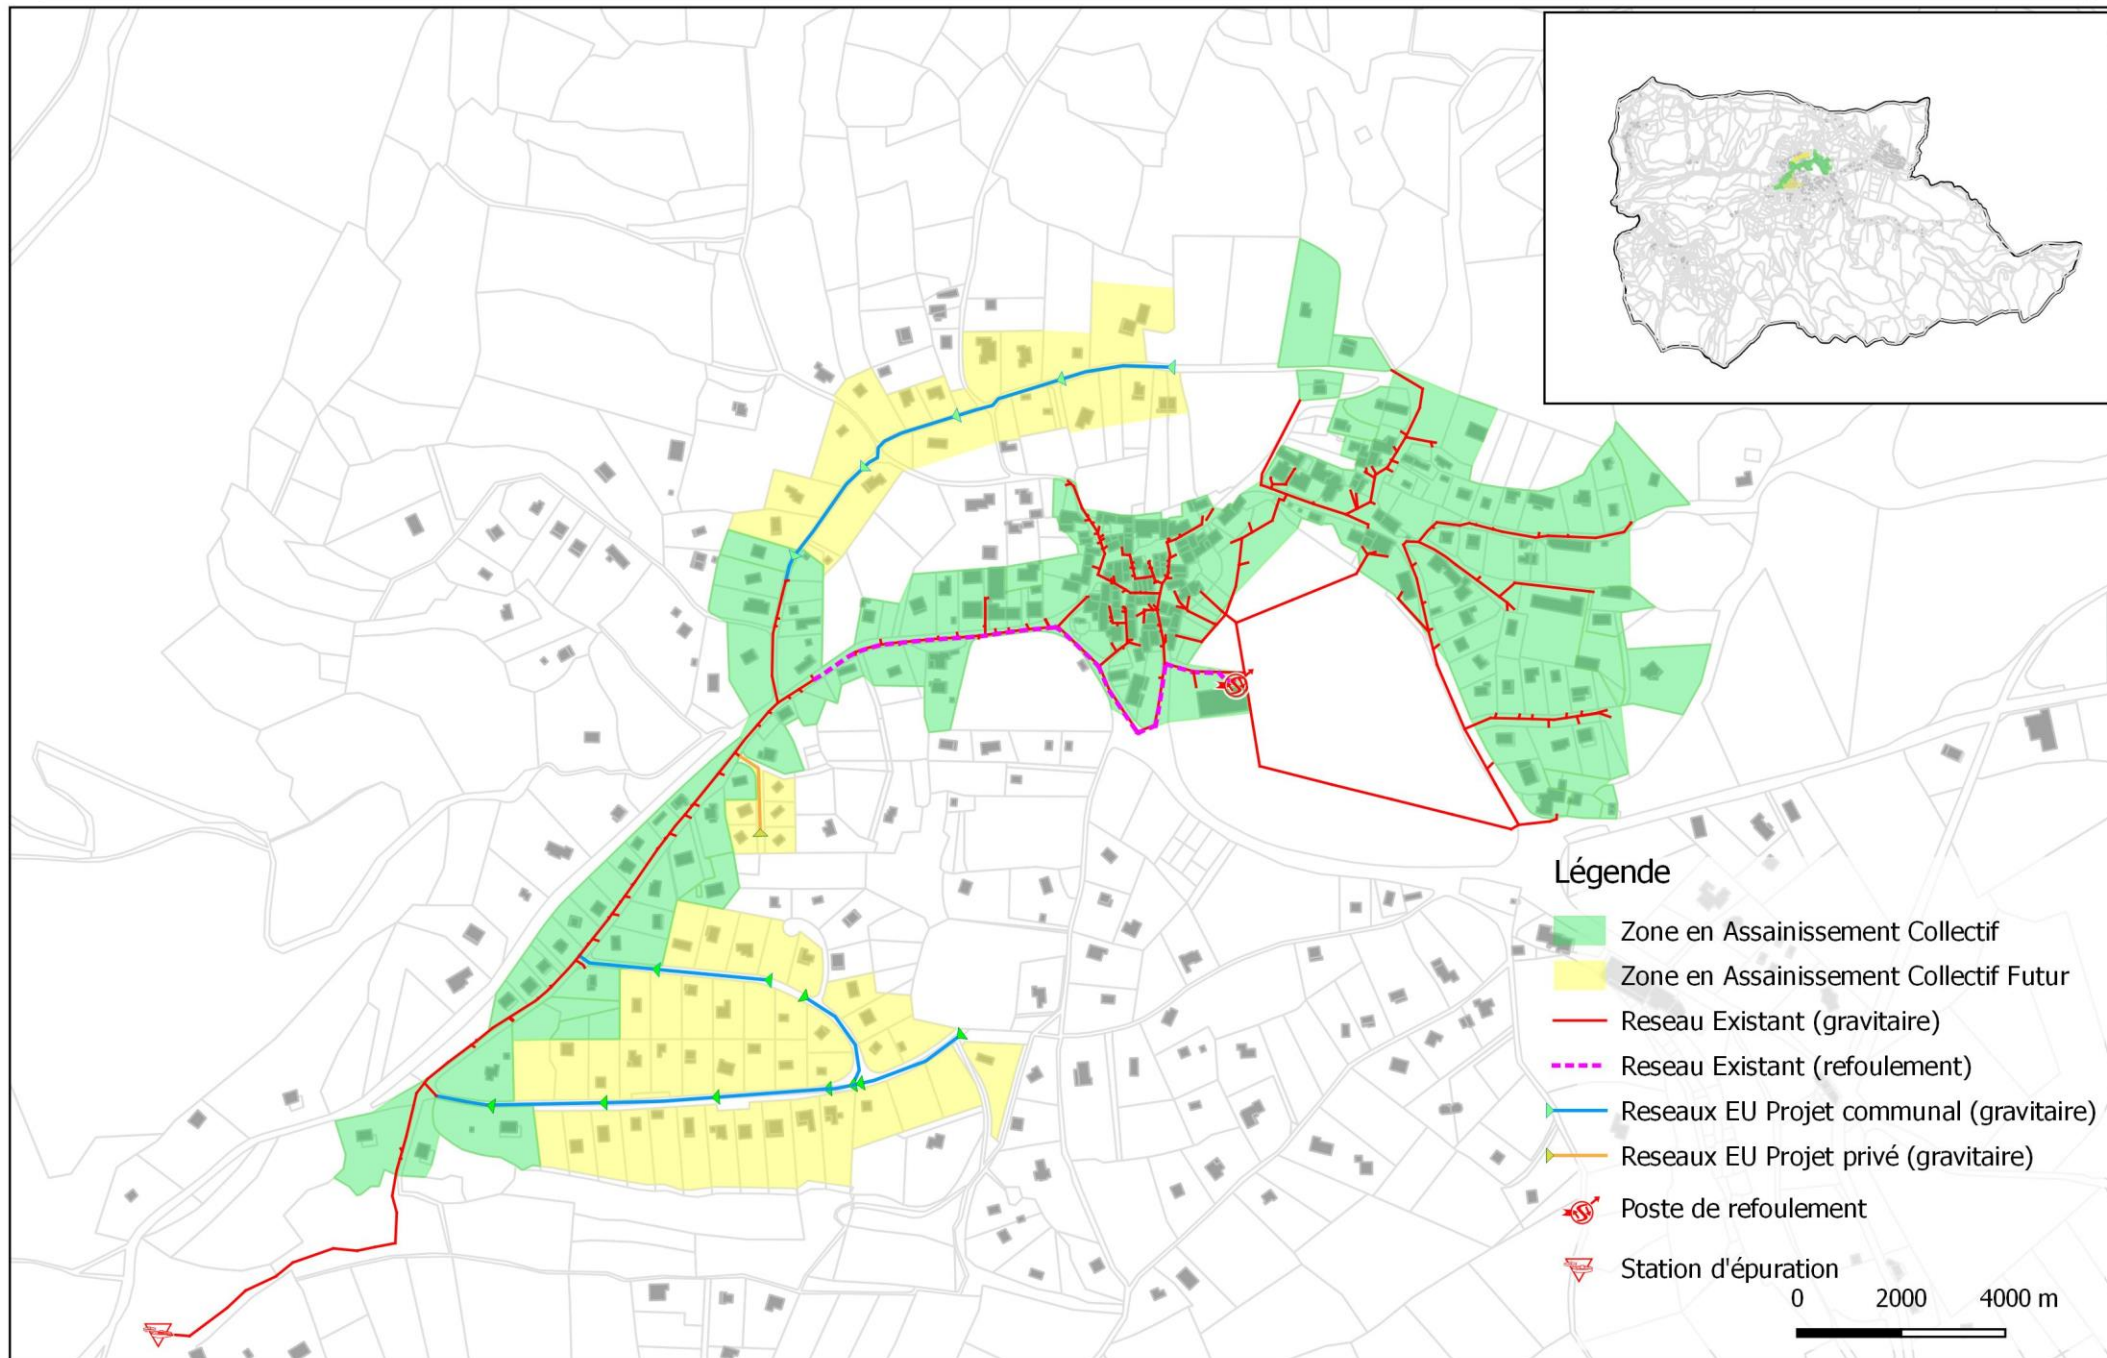 Légende
Zone en Assainissement Collectif
Zone en Assainissement Collectif Futur
Reseau Existant (gravitaire)
Reseau Existant (refoulement)
Reseaux EU Projet communal (gravitaire)
Reseaux EU Projet privé (gravitaire)
Poste de refoulement
Station d'épuration
0 2000 4000 m